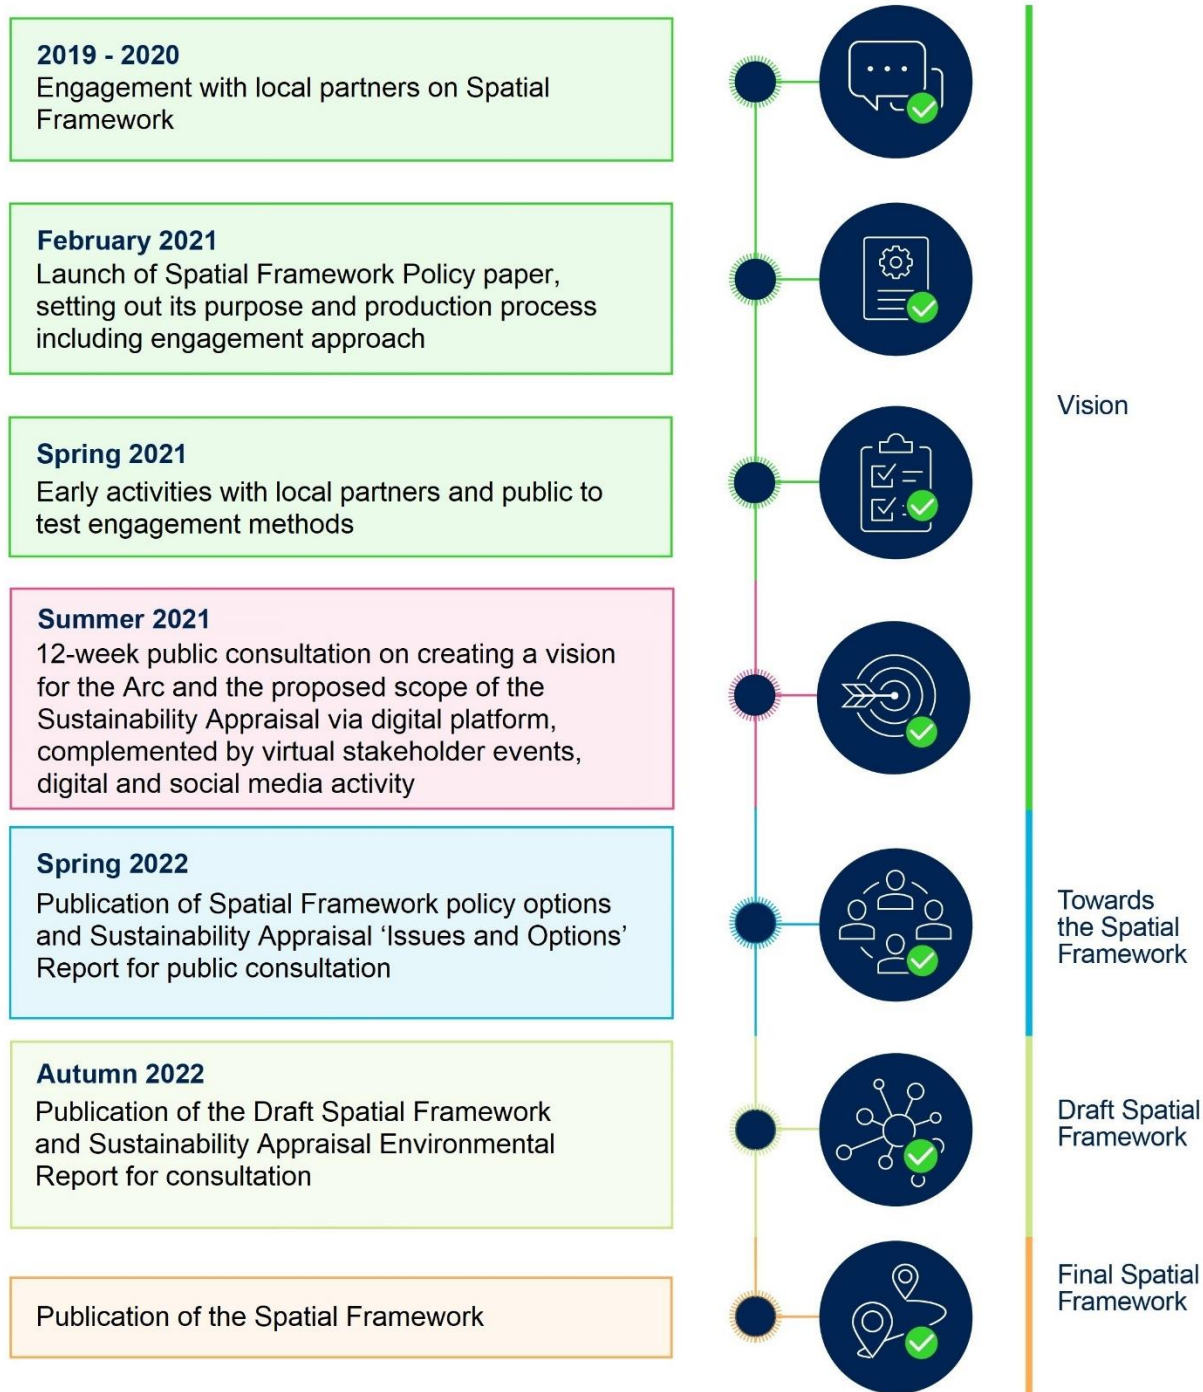 2019 - 2020
Engagement with local partners on Spatial
Framework
February 2021
Launch of Spatial Framework Policy paper,
setting out its purpose and production process
including engagement approach
Vision
Spring 2021
Early activities with local partners and public to
test engagement methods
Summer 2021
12-week public consultation on creating a vision
for the Arc and the proposed scope of the
Sustainability Appraisal via digital platform,
complemented by virtual stakeholder events,
digital and social media activity
Spring 2022
Publication of Spatial Framework policy options
and Sustainability Appraisal ‘Issues and Options’
Report for public consultation
Towards
the Spatial
Framework
Autumn 2022
Publication of the Draft Spatial Framework
and Sustainability Appraisal Environmental
Report for consultation
Draft Spatial
Framework
Publication of the Spatial Framework
Final Spatial
Framework